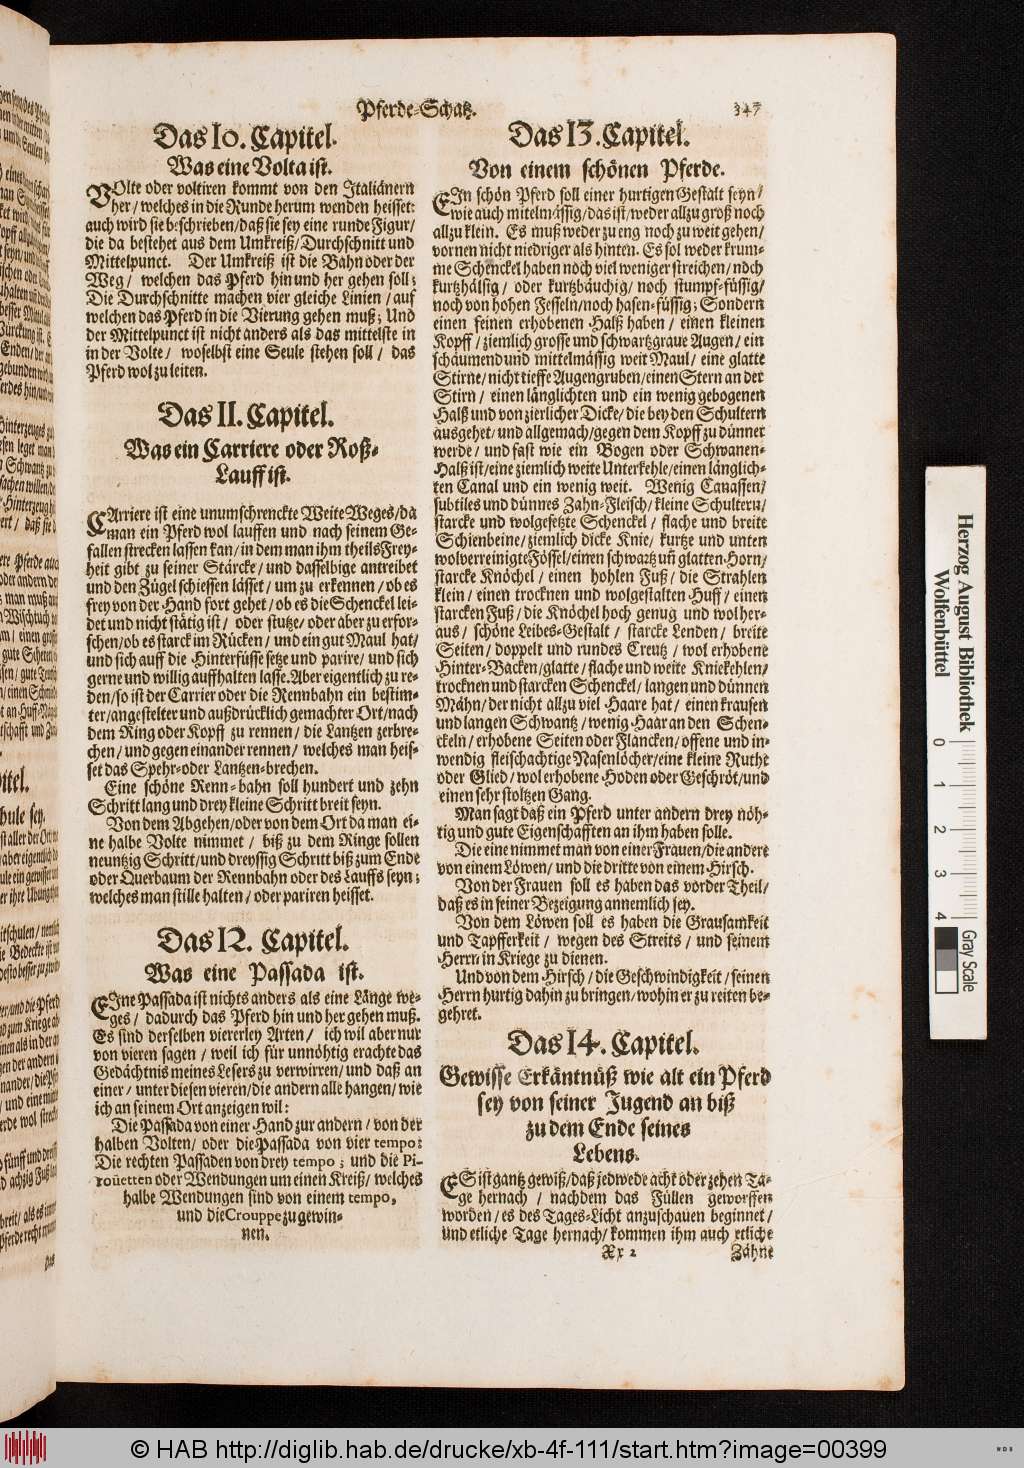 Pferde-Schatz.
347
Das 10. Capitel.
Was eine Volta ist.
VOlte oder voltiren kommt von den Italiänern
her/ welches in die Runde herum wenden heisset:
auch wird sie beschrieben/ daß sie sey eine runde Figur/
die da bestehet aus dem Umkreiß/ Durchschnitt und
Mittelpunct. Der Umkreiß ist die Bahn oder der
Weg/ welchen das Pferd hin und her gehen soll;
Die Durchschnitte machen vier gleiche Linien/ auf
welchen das Pferd in die Vierung gehen muß; Und
der Mittelpunct ist nicht anders als das mittelste in
in der Volte/ woselbst eine Seule stehen soll/ das
Pferd wol zu leiten.
Das 11. Capitel.
Was ein Carriere oder Roß-
Lauff ist.
CArriere ist eine unumschrenckte Weite Weges/ da
man ein Pferd wol lauffen und nach seinem Ge-
fallen strecken lassen kan/ in dem man ihm theils Frey-
heit gibt zu seiner Stärcke/ und dasselbige antreibet
und den Zügel schiessen lässet/ um zu erkennen/ ob es
frey von der Hand fort gehet/ ob es die Schenckel lei-
det und nicht stätig ist/ oder stutze/ oder aber zu erfor-
schen/ ob es starck im Rücken/ und ein gut Maul hat/
und sich auff die Hinterfüsse setze und parire/ und sich
gerne und willig auffhalten lasse. Aber eigentlich zu re-
den/ so ist der Carrier oder die Rennbahn ein bestim-
ter/ angestelter und außdrücklich gemachter Ort/ nach
dem Ring oder Kopff zu rennen/ die Lantzen zerbre-
chen/ und gegen einander rennen/ welches man heis-
set das Spehr-oder Lantzen-brechen.
Eine schöne Renn-bahn soll hundert und zehn
Schritt lang und drey kleine Schritt breit seyn.
Von dem Abgehen/ oder von dem Ort da man ei-
ne halbe Volte nimmet/ biß zu dem Ringe sollen
neuntzig Schritt/ und dreyssig Schritt biß zum Ende
oder Querbaum der Rennbahn oder des Lauffs seyn;
welches man stille halten/ oder pariren heisset.
Das 12. Capitel.
Was eine Passada ist.
EIne Passada ist nichts anders als eine Länge we-
ges/ dadurch das Pferd hin und her gehen muß.
Es sind derselben viererley Arten/ ich wil aber nur
von vieren sagen/ weil ich für unnöhtig erachte das
Gedächtnis meines Lesers zu verwirren/ und daß an
einer/ unter diesen vieren/ die andern alle hangen/ wie
ich an seinem Ort anzeigen wil:
Die Passada von einer Hand zur andern/ von der
halben Volten/ oder die Passada von vier tempo;
Die rechten Passaden von drey tempo; und die Pi-
roüetten oder Wendungen um einen Kreiß/ welches
halbe Wendungen sind von einem tempo,
und die Crouppe zu gewin-
nen.
Das 13. Capitel.
Von einem schönen Pferde.
EIn schön Pferd soll einer hurtigen Gestalt seyn/
wie auch mitelmässig/ das ist/ weder allzu groß noch
allzu klein. Es muß weder zu eng noch zu weit gehen/
vornen nicht niedriger als hinten. Es sol weder krum-
me Schenckel haben noch viel weniger streichen/ noch
kurtzhälsig/ oder kurtzbäuchig/ noch stumpf-füssig/
noch von hohen Fesseln/ noch hasen-füssig; Sondern
einen feinen erhobenen Halß haben/ einen kleinen
Kopff/ ziemlich grosse und schwartzgraue Augen/ ein
schäumend und mittelmässig weit Maul/ eine glatte
Stirne/ nicht tieffe Augengruben/ einen Stern an der
Stirn/ einen länglichten und ein wenig gebogenen
Halß und von zierlicher Dicke/ die bey den Schultern
ausgehet/ und allgemach/ gegen dem Kopff zu dünner
werde/ und fast wie ein Bogen oder Schwanen-
Halß ist/ eine ziemlich weite Unterkehle/ einen länglich-
ten Canal und ein wenig weit. Wenig Canassen/
subtiles und dünnes Zahn-Fleisch/ kleine Schultern/
starcke und wolgesetzte Schenckel/ flache und breite
Schienbeine/ ziemlich dicke Knie/ kurtze und unten
wolvereinigte Fössel/ einen schwartz uñ glatten-Horn/
starcke Knöchel/ einen hohlen Fuß/ die Strahlen
klein/ einen trocknen und wolgestalten Huff/ einen
starcken Fuß/ die Knöchel hoch genug und wol her-
aus/ schöne Leibes-Gestalt/ starcke Lenden/ breite
Seiten/ doppelt und rundes Creutz/ wol erhobene
Hinter-Backen/ glatte/ flache und weite Kniekehlen/
trocknen und starcken Schenckel/ langen und dünnen
Mähn/ der nicht allzu viel Haare hat/ einen krausen
und langen Schwantz/ wenig Haar an den Schen-
ckeln/ erhobene Seiten oder Flancken/ offene und in-
wendig fleischachtige Nasenlöcher/ eine kleine Ruthe
oder Glied/ wol erhobene Hoden oder Geschröt/ und
einen sehr stoltzen Gang.
Man sagt daß ein Pferd unter andern drey nöh-
tig und gute Eigenschafften an ihm haben solle.
Die eine nimmet man von einer Frauen/ die andere
von einem Löwen/ und die dritte von einem Hirsch.
Von der Frauen soll es haben das vorder Theil/
daß es in seiner Bezeigung annemlich sey.
Von dem Löwen soll es haben die Grausamkeit
und Tapfferkeit/ wegen des Streits/ und seinem
Herrn in Kriege zu dienen.
Und von dem Hirsch/ die Geschwindigkeit/ seinen
Herrn hurtig dahin zu bringen/ wohin er zu reiten be-
gehret.
Das 14. Capitel.
Gewisse Erkäntnüß wie alt ein Pferd
sey von seiner Jugend an biß
zu dem Ende seines
Lebens.
ES ist gantz gewiß/ daß jedwede acht oder zehen Ta-
ge hernach/ nachdem das Füllen geworffen
worden/ es des Tages-Licht anzuschauen beginnet/
und etliche Tage hernach/ kommen ihm auch etliche
Xx 2
Zähne
Herzog August Bibliothek
Wolfenbüttel
0 1 2 3 4
Gray Scale
© HAB http://diglib.hab.de/drucke/xb-4f-111/start.htm?image=00399